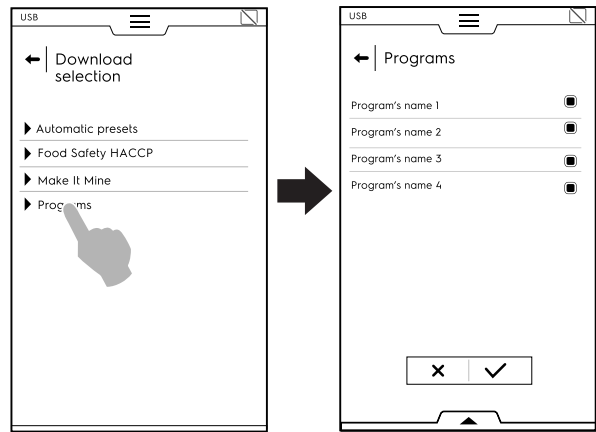 USB
Download
selection
Automatic presets
Food Safety HACCP
Make It Mine
Programs
USB
Programs
Program's name 1
Program's name 2
Program's name 3
Program's name 4